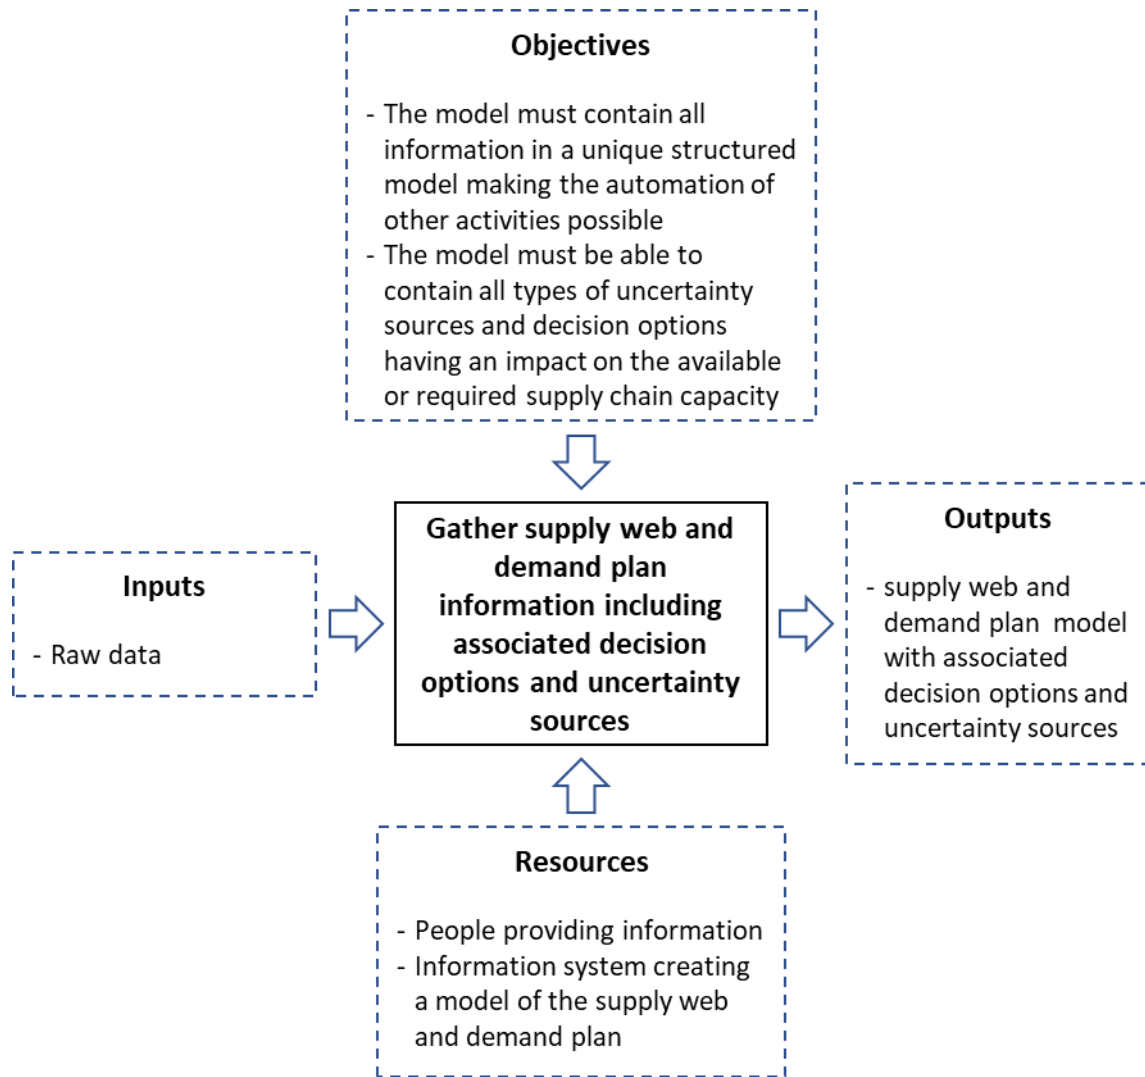 Objectives
- The model must contain all
information in a unique structured
model making the automation of
other activities possible
- The model must be able to
contain all types of uncertainty
sources and decision options
having an impact on the available
or required supply chain capacity
Inputs
- Raw data
Gather supply web and
demand plan
information including
associated decision
options and uncertainty
sources
Outputs
- supply web and
demand plan model
with associated
decision options and
uncertainty sources
Resources
- People providing information
- Information system creating
a model of the supply web
and demand plan